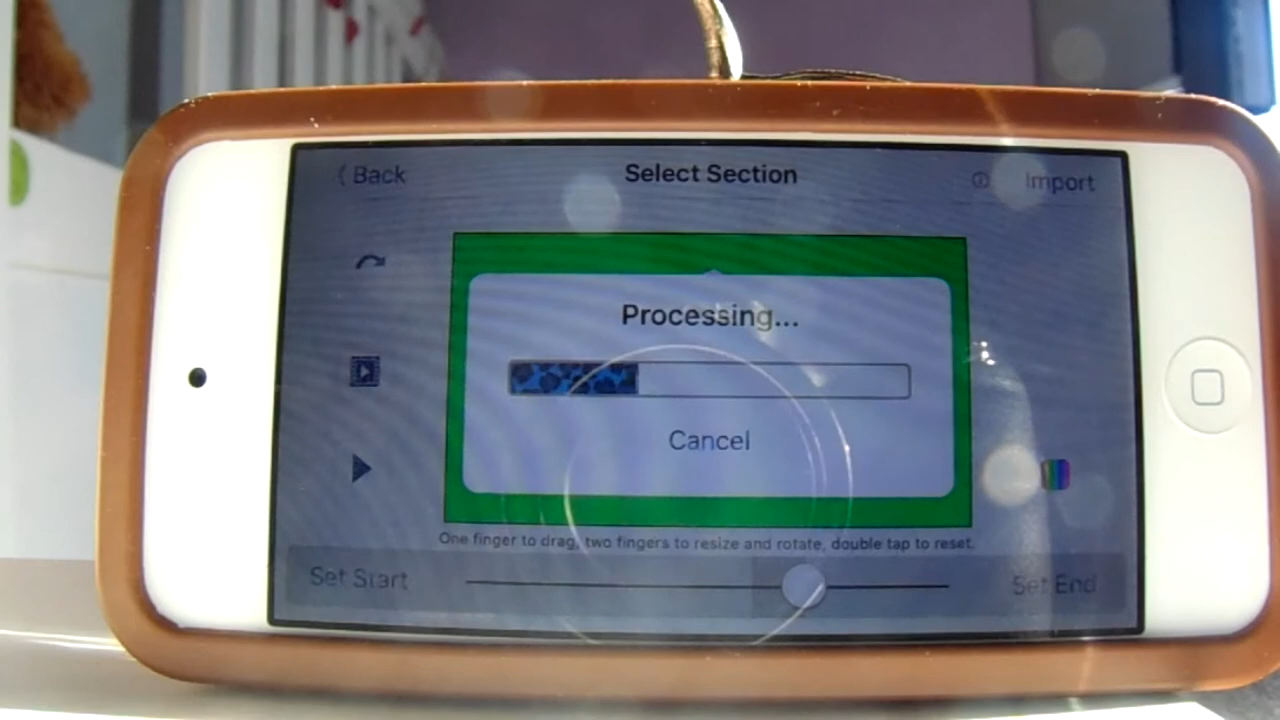 Back
Select Section
Import
Processing...
Cancel
One finger to drag, two fingers to resize and rotate, double tap to reset.
Set Start
Set End